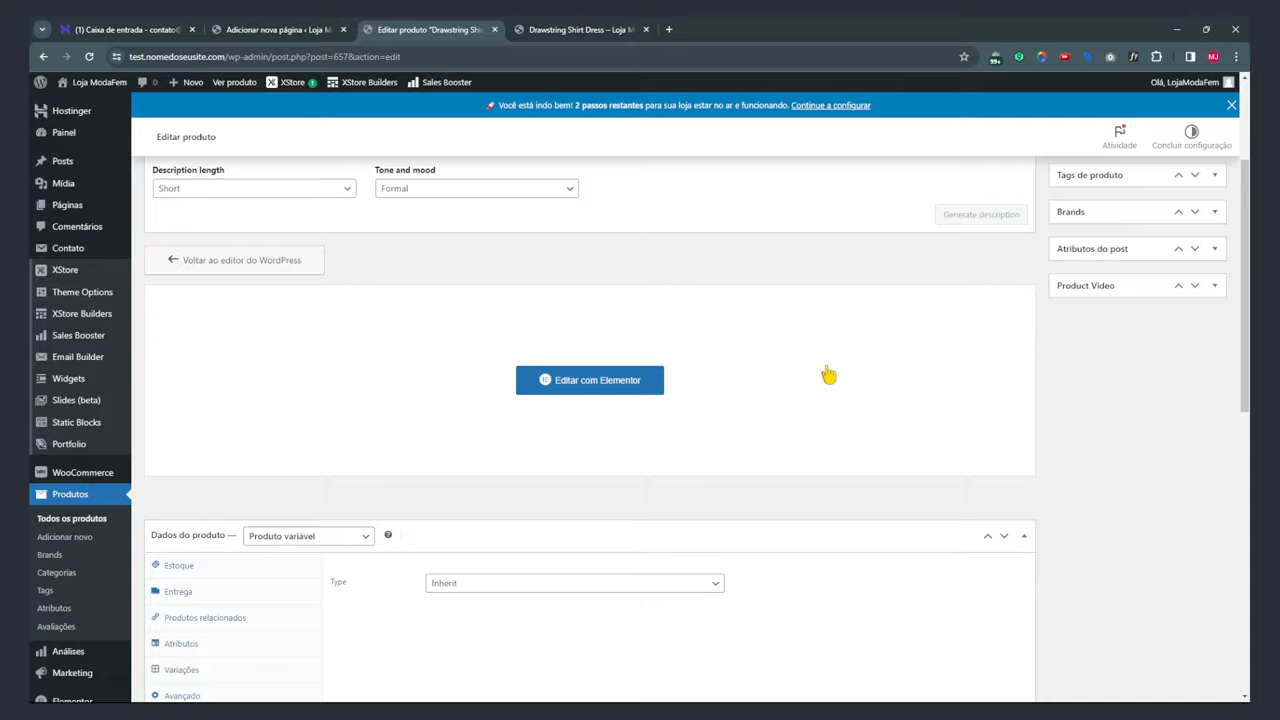 (1) Caixa de entrada - contato@
Adicionar nova página ‹ Loja M
Editar produto "Drawstring Shi
Drawstring Shirt Dress – Loja M
test.nomedoseusite.com/wp-admin/post.php?post=657&action=edit
99+
MJ
Loja ModaFem
0
Novo
Ver produto
XStore
1
XStore Builders
Sales Booster
Olá, LojaModaFem
Você está indo bem! 2 passos restantes para sua loja estar no ar e funcionando. Continue a configurar
Hostinger
Painel
Posts
Mídia
Páginas
Comentários
Contato
XStore
Theme Options
XStore Builders
Sales Booster
Email Builder
Widgets
Slides (beta)
Static Blocks
Portfolio
WooCommerce
Produtos
Todos os produtos
Adicionar novo
Brands
Categorias
Tags
Atributos
Avaliações
Análises
Marketing
Elementor
Editar produto
Atividade
Concluir configuração
Description length
Tone and mood
Short
Formal
Generate description
Voltar ao editor do WordPress
Editar com Elementor
Dados do produto —
Produto variável
Estoque
Entrega
Produtos relacionados
Atributos
Variações
Avançado
Type
Inherit
Tags de produto
Brands
Atributos do post
Product Video